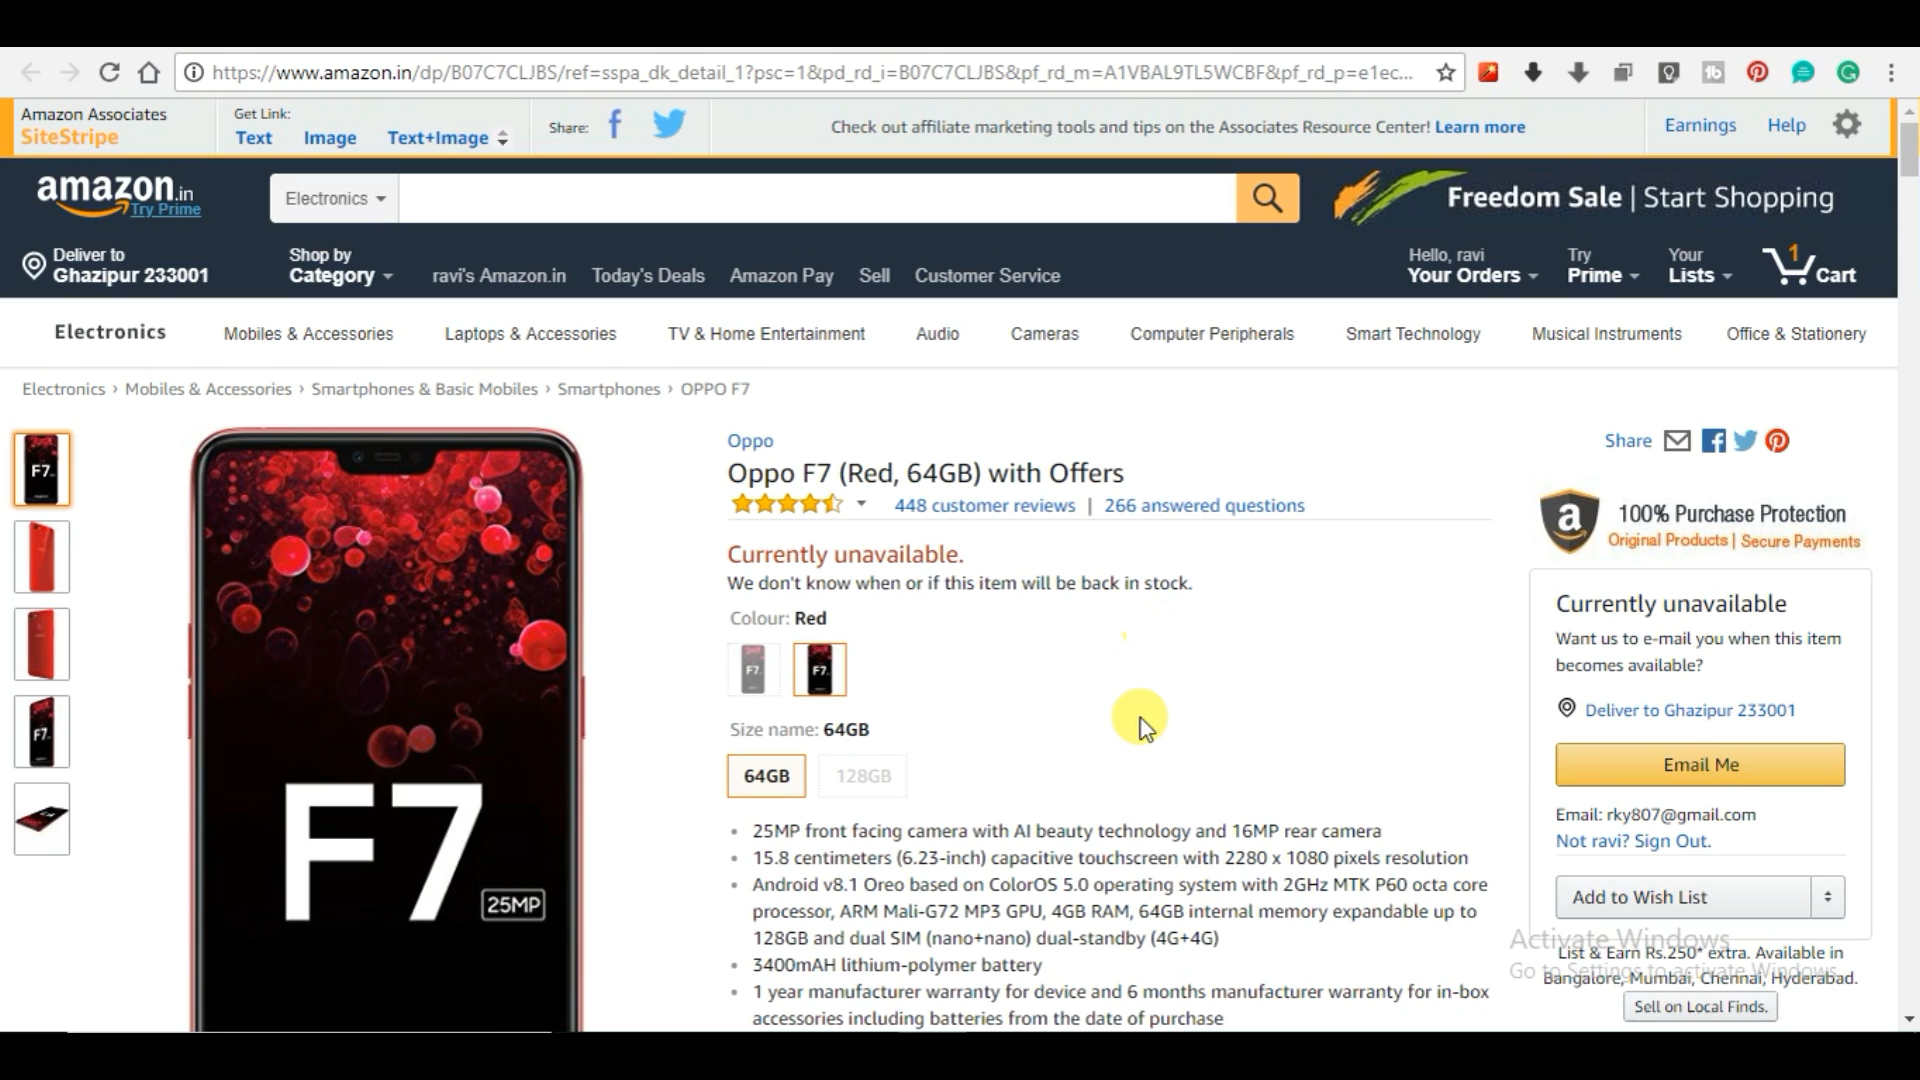 https://www.amazon.in/dp/B07C7CLJBS/ref=sspa_dk_detail_1?psc=1&pd_rd_i=B07C7CLJBS&pf_rd_m=A1VBAL9TL5WCBF&pf_rd_p=e1ec...
Amazon Associates
SiteStripe
Get Link:
Text Image Text+Image
Share:
Check out affiliate marketing tools and tips on the Associates Resource Center! Learn more
Earnings Help
amazon.in
Try Prime
Electronics
Freedom Sale | Start Shopping
Deliver to
Ghazipur 233001
Shop by
Category
ravi's Amazon.in Today's Deals Amazon Pay Sell Customer Service
Hello, ravi
Your Orders
Try
Prime
Your
Lists
1
Cart
Electronics Mobiles & Accessories Laptops & Accessories TV & Home Entertainment Audio Cameras Computer Peripherals Smart Technology Musical Instruments Office & Stationery
Electronics › Mobiles & Accessories › Smartphones & Basic Mobiles › Smartphones › OPPO F7
F7
F7
F7
25MP
Oppo
Oppo F7 (Red, 64GB) with Offers
448 customer reviews | 266 answered questions
Currently unavailable.
We don't know when or if this item will be back in stock.
Colour: Red
F7
F7
Size name: 64GB
64GB 128GB
• 25MP front facing camera with AI beauty technology and 16MP rear camera
• 15.8 centimeters (6.23-inch) capacitive touchscreen with 2280 x 1080 pixels resolution
• Android v8.1 Oreo based on ColorOS 5.0 operating system with 2GHz MTK P60 octa core
processor, ARM Mali-G72 MP3 GPU, 4GB RAM, 64GB internal memory expandable up to
128GB and dual SIM (nano+nano) dual-standby (4G+4G)
• 3400mAH lithium-polymer battery
• 1 year manufacturer warranty for device and 6 months manufacturer warranty for in-box
accessories including batteries from the date of purchase
Share
a
100% Purchase Protection
Original Products | Secure Payments
Currently unavailable
Want us to e-mail you when this item
becomes available?
Deliver to Ghazipur 233001
Email Me
Email: rky807@gmail.com
Not ravi? Sign Out.
Add to Wish List
Activate Windows
Go to Settings to activate Windows.
List & Earn Rs.250* extra. Available in
Bangalore, Mumbai, Chennai, Hyderabad.
Sell on Local Finds.